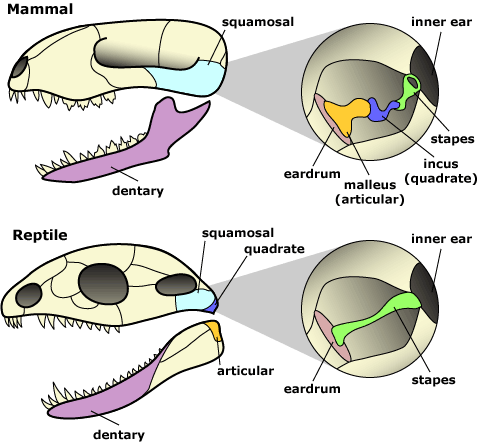 Mammal
squamosal
inner ear
stapes
incus
(quadrate)
eardrum
malleus
(articular)
dentary
Reptile
squamosal
quadrate
inner ear
articular
stapes
eardrum
dentary